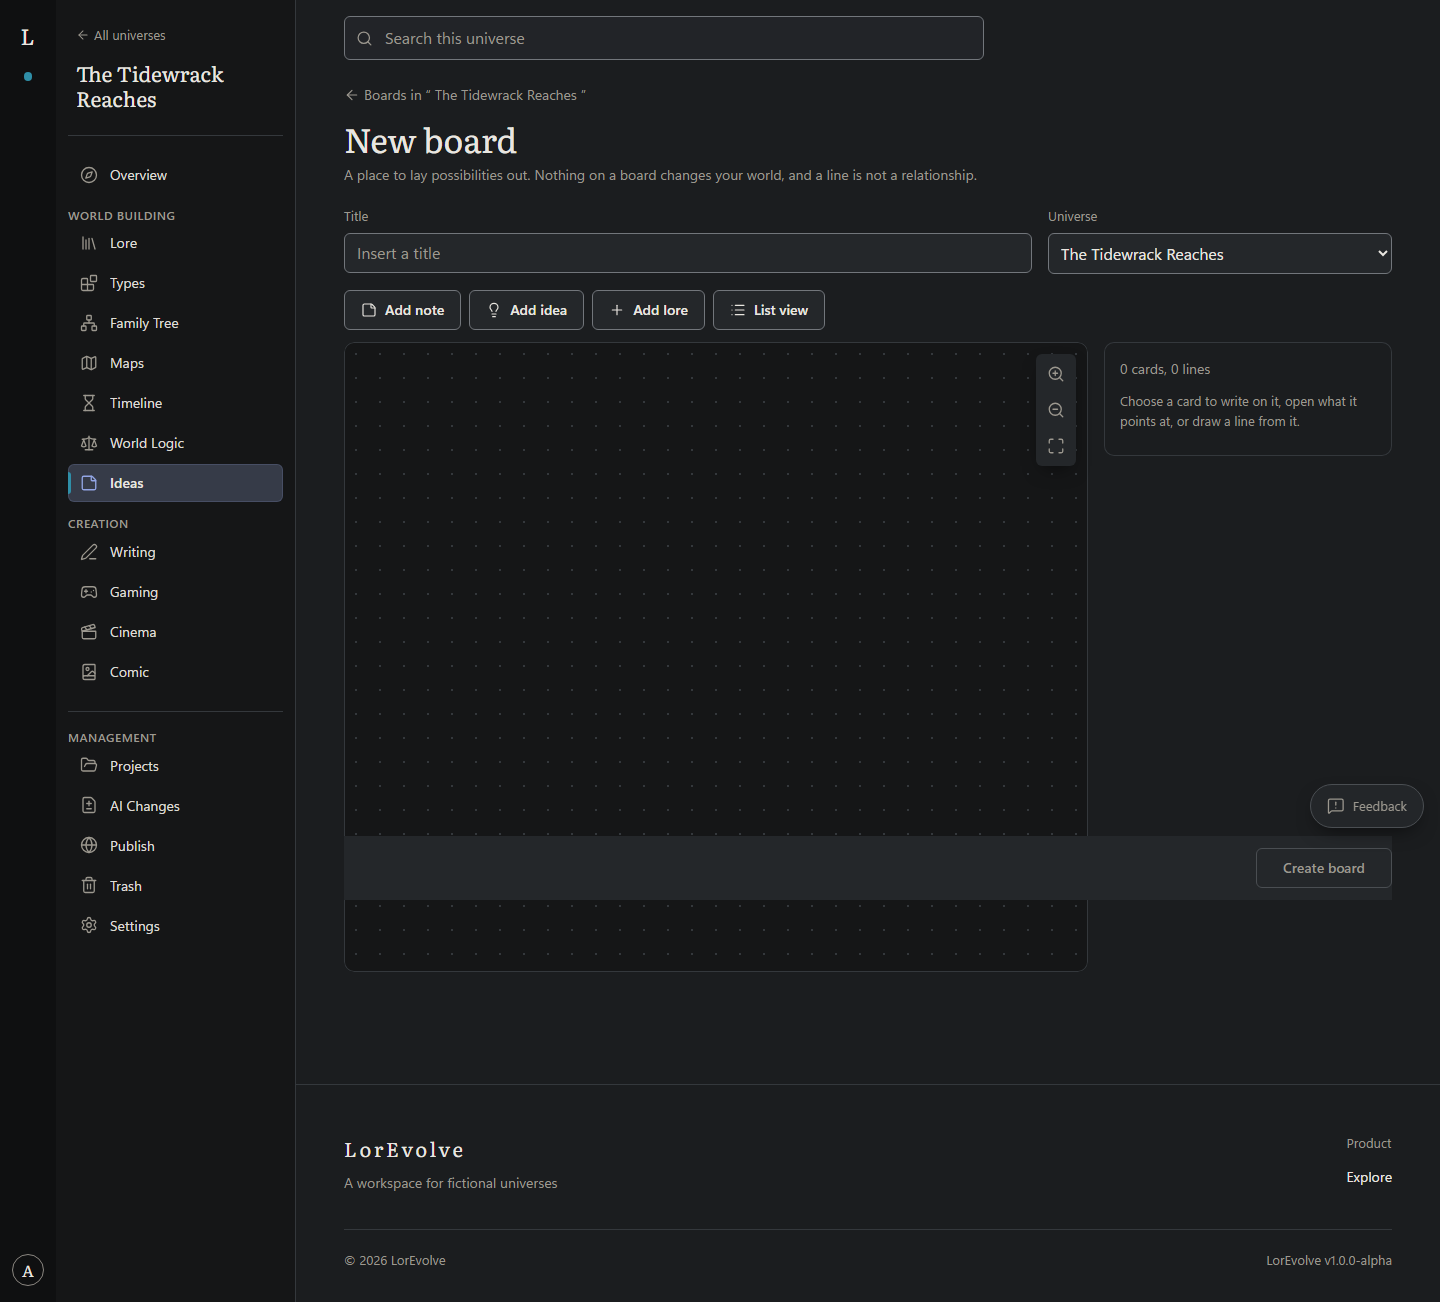 L
← All universes
The Tidewrack
Reaches
Overview
WORLD BUILDING
Lore
Types
Family Tree
Maps
Timeline
World Logic
Ideas
CREATION
Writing
Gaming
Cinema
Comic
MANAGEMENT
Projects
AI Changes
Publish
Trash
Settings
A
Search this universe
← Boards in “ The Tidewrack Reaches ”
New board
A place to lay possibilities out. Nothing on a board changes your world, and a line is not a relationship.
Title
Insert a title
Universe
The Tidewrack Reaches
Add note
Add idea
Add lore
List view
0 cards, 0 lines
Choose a card to write on it, open what it
points at, or draw a line from it.
Feedback
Create board
LorEvolve
A workspace for fictional universes
Product
Explore
© 2026 LorEvolve
LorEvolve v1.0.0-alpha